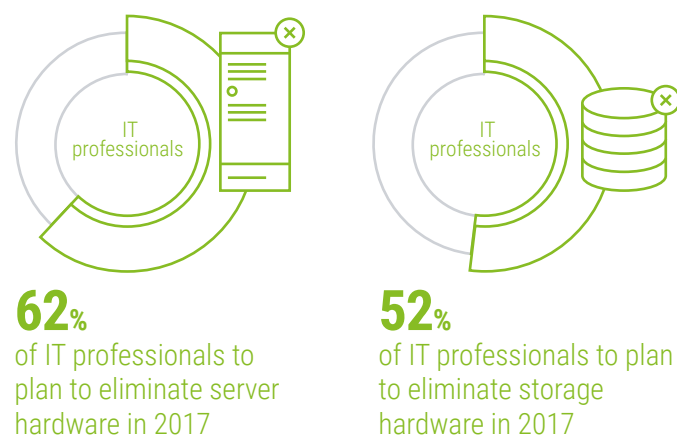 IT
professionals
62%
of IT professionals to
plan to eliminate server
hardware in 2017
IT
professionals
52%
of IT professionals to plan
to eliminate storage
hardware in 2017